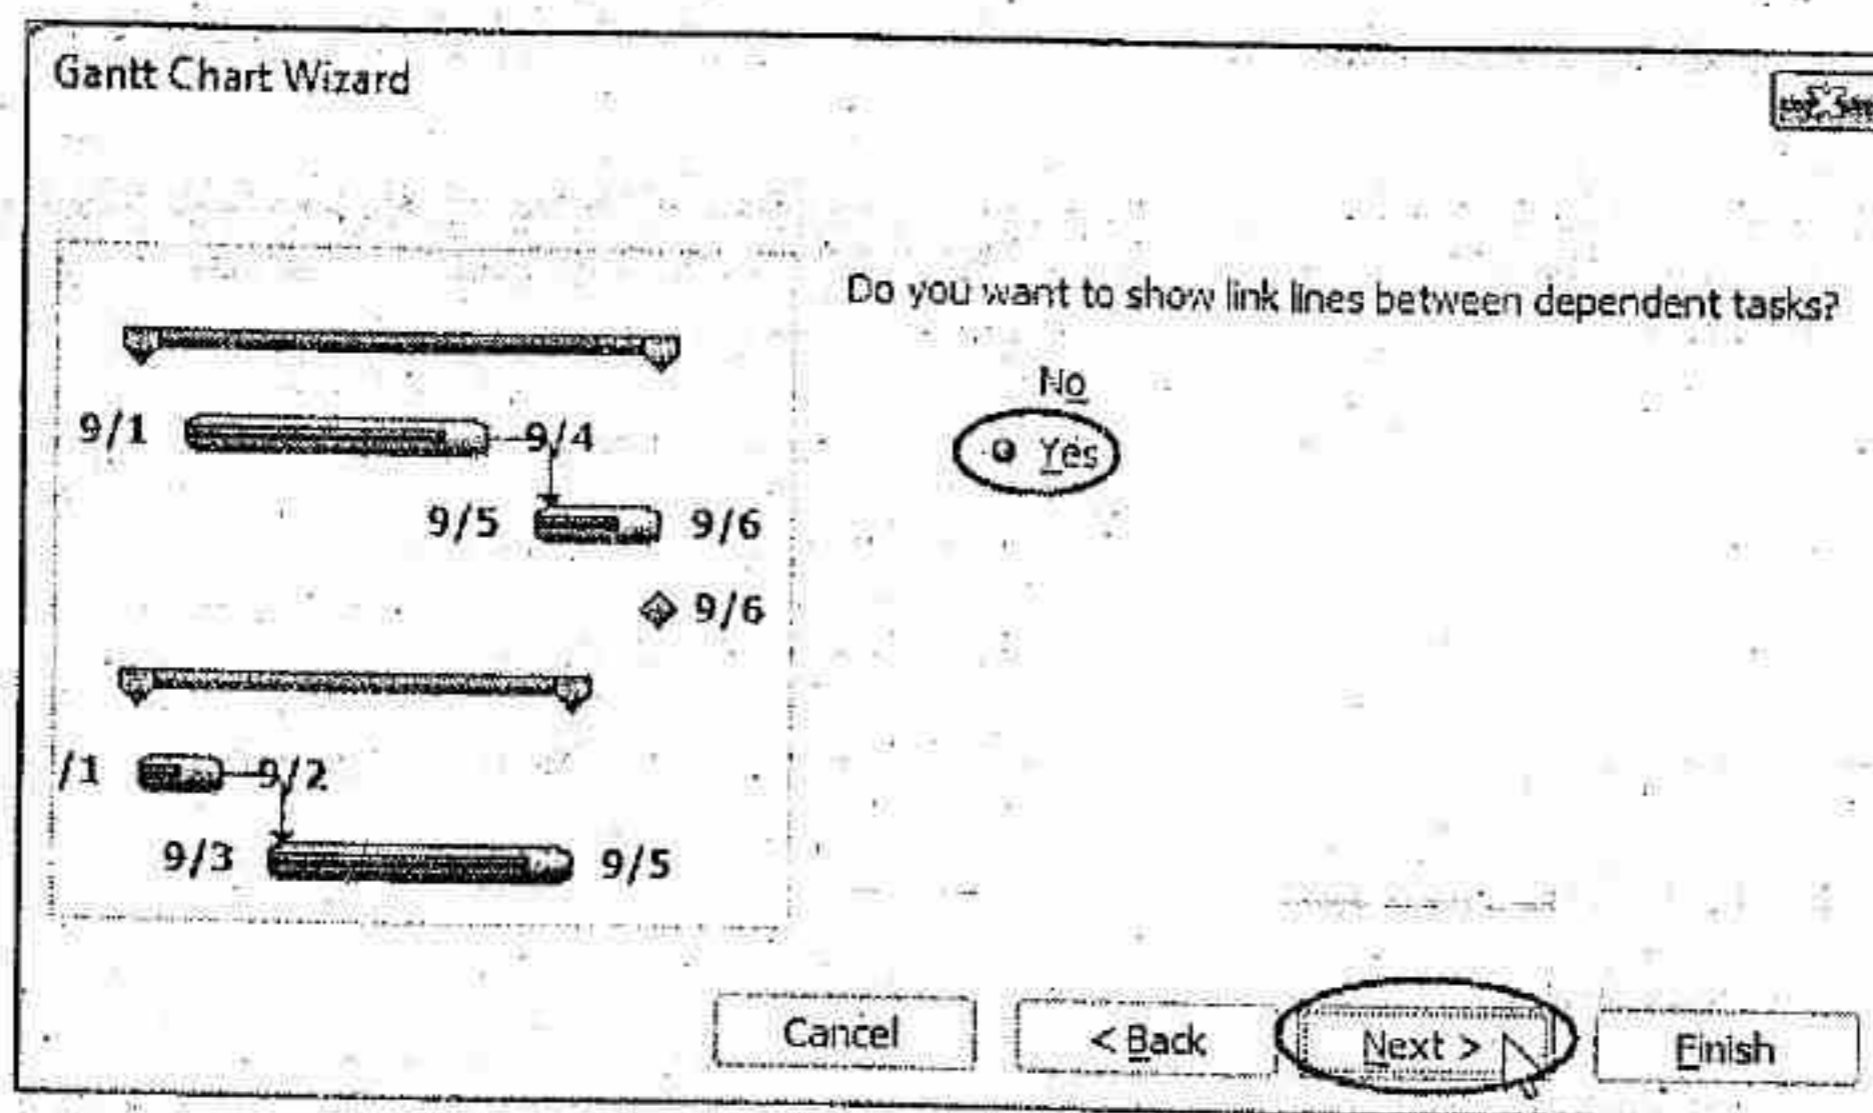 Gantt Chart Wizard
Do you want to show link lines between dependent tasks?
No
Yes
9/1
9/4
9/5
9/6
9/6
/1
9/2
9/3
9/5
Cancel
< Back
Next >
Finish